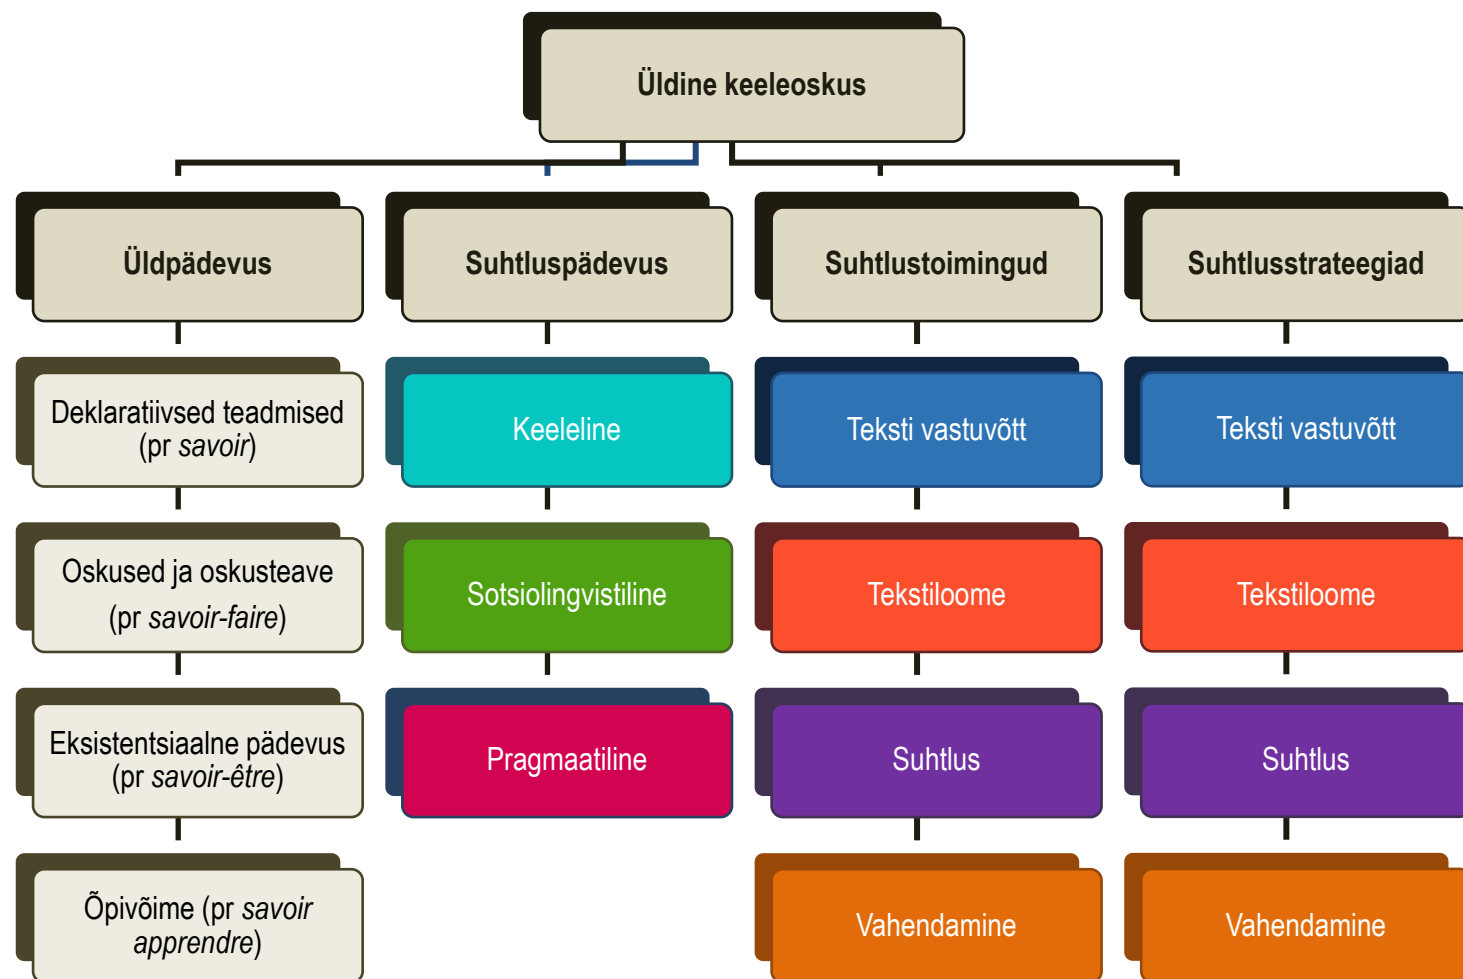 Üldine keeleoskus
Üldpädevus
Suhtluspädevus
Suhtlustoimingud
Suhtlusstrateegiad
Deklaratiivsed teadmised
(pr savoir)
Keeleline
Teksti vastuvõtt
Teksti vastuvõtt
Oskused ja oskusteave
(pr savoir-faire)
Sotsiolingvistiline
Tekstiloome
Tekstiloome
Eksistentsiaalne pädevus
(pr savoir-être)
Pragmaatiline
Suhtlus
Suhtlus
Õpivõime (pr savoir
apprendre)
Vahendamine
Vahendamine